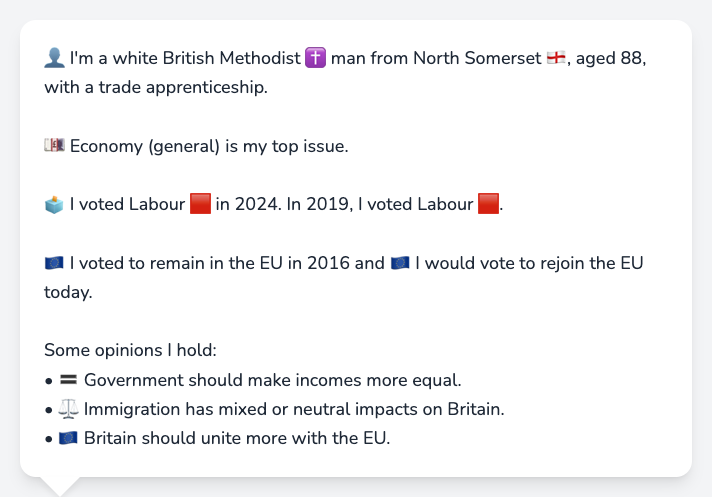 👤 I'm a white British Methodist ✝️ man from North Somerset 🏴󠁧󠁢󠁥󠁮󠁧󠁿, aged 88,
with a trade apprenticeship.
💷 Economy (general) is my top issue.
🗳️ I voted Labour 🟥 in 2024. In 2019, I voted Labour 🟥.
🇪🇺 I voted to remain in the EU in 2016 and 🇪🇺 I would vote to rejoin the EU
today.
Some opinions I hold:
• 🟰 Government should make incomes more equal.
• ⚖️ Immigration has mixed or neutral impacts on Britain.
• 🇪🇺 Britain should unite more with the EU.